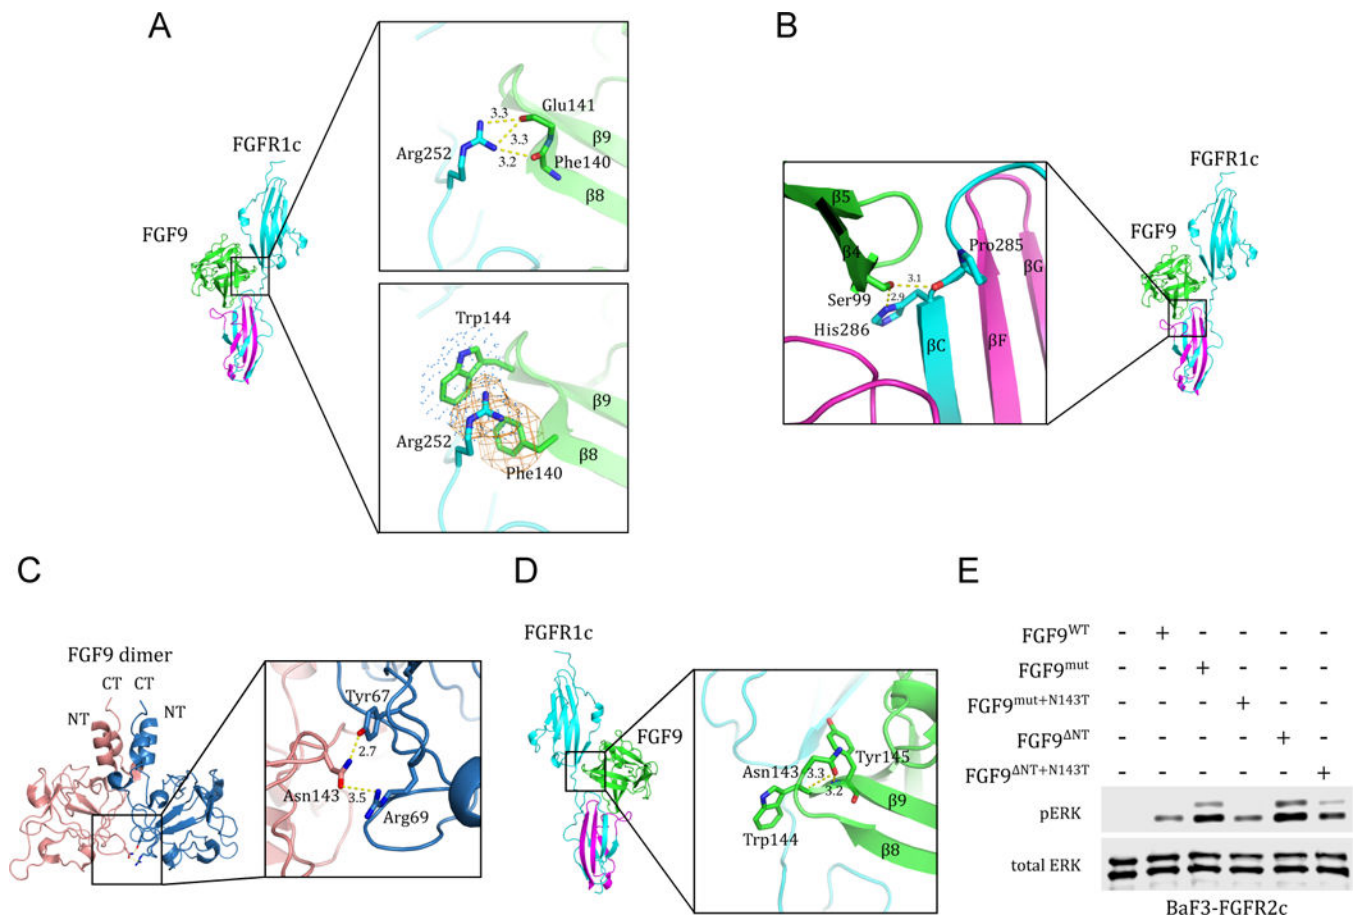 A
FGFR1c
FGF9
Arg252
3.3
3.3
3.2
Glu141
Phe140
β9
β8
Trp144
Arg252
Phe140
β9
β8
B
β5
β4
Ser99
3.1
2.9
Pro285
His286
βC
βF
βG
FGFR1c
FGF9
C
FGF9 dimer
CT CT
NT NT
Tyr67
2.7
Asn143
3.5
Arg69
D
FGFR1c
FGF9
Asn143
3.3
3.2
Tyr145
Trp144
β9
β8
E
FGF9WT - + - - - -
FGF9mut - - + - - -
FGF9mut+N143T - - - + - -
FGF9ΔNT - - - - + -
FGF9ΔNT+N143T - - - - - +
pERK
total ERK
BaF3-FGFR2c